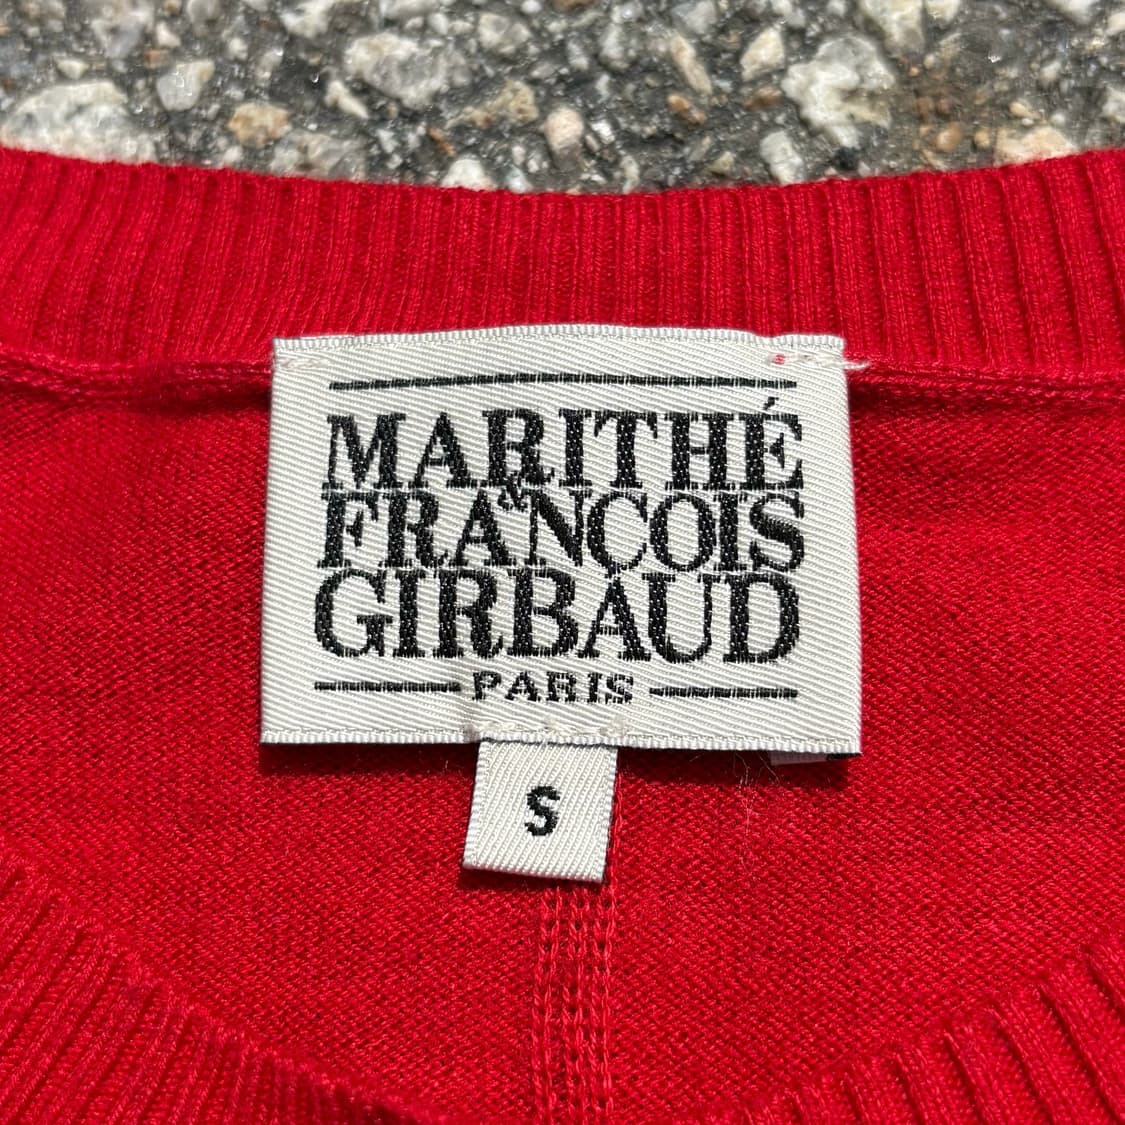 MARITHÉ
&
FRANÇOIS
GIRBAUD
PARIS
S